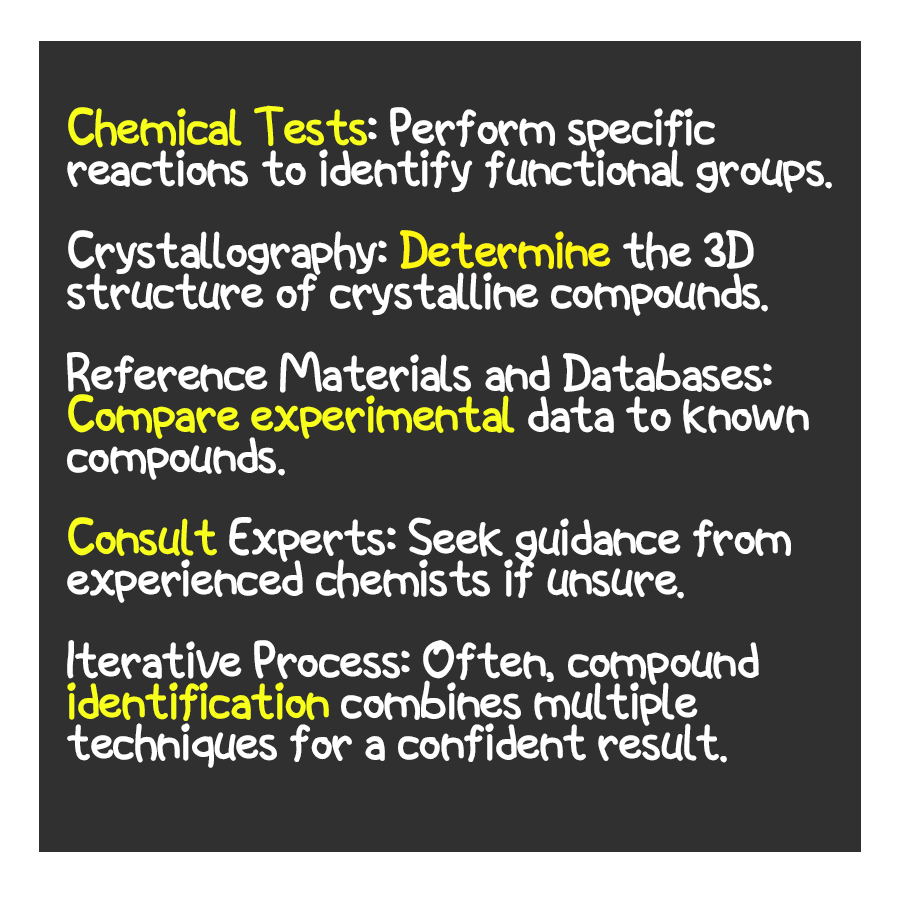 Chemical Tests: Perform specific
reactions to identify functional groups.
Crystallography: Determine the 3D
structure of crystalline compounds.
Reference Materials and Databases:
Compare experimental data to known
compounds.
Consult Experts: Seek guidance from
experienced chemists if unsure.
Iterative Process: Often, compound
identification combines multiple
techniques for a confident result.